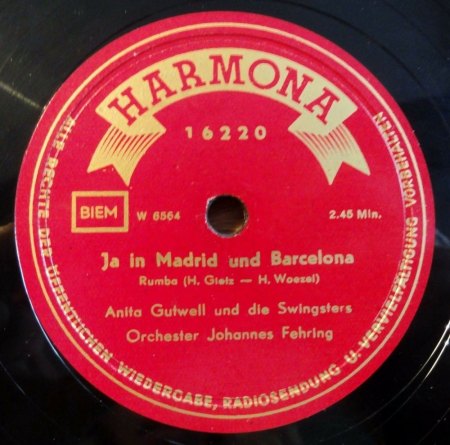 HARMONA
16220
BIEM W 6564 2.45 Min.
Ja in Madrid und Barcelona
Rumba (H. Gietz — H. Woezel)
Anita Gutwell und die Swingsters
Orchester Johannes Fehring
ALLE RECHTE DER OEFFENTLICHEN WIEDERGABE, RADIOSENDUNG U. VERVIELFÄLTIGUNG VORBEHALTEN